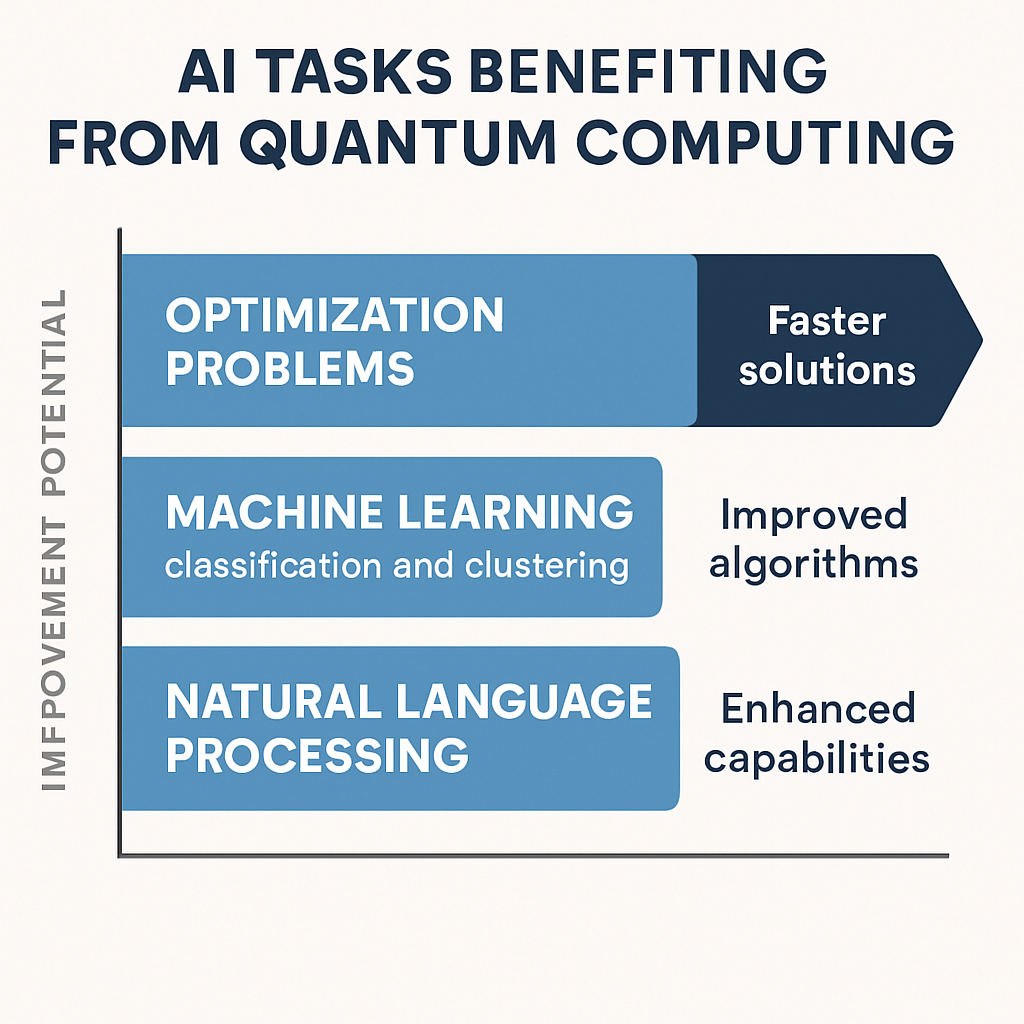 AI TASKS BENEFITING
FROM QUANTUM COMPUTING
IMFPOVEMENT POTENTIAL
OPTIMIZATION
PROBLEMS
Faster
solutions
MACHINE LEARNING
classification and clustering
Improved
algorithms
NATURAL LANGUAGE
PROCESSING
Enhanced
capabilities